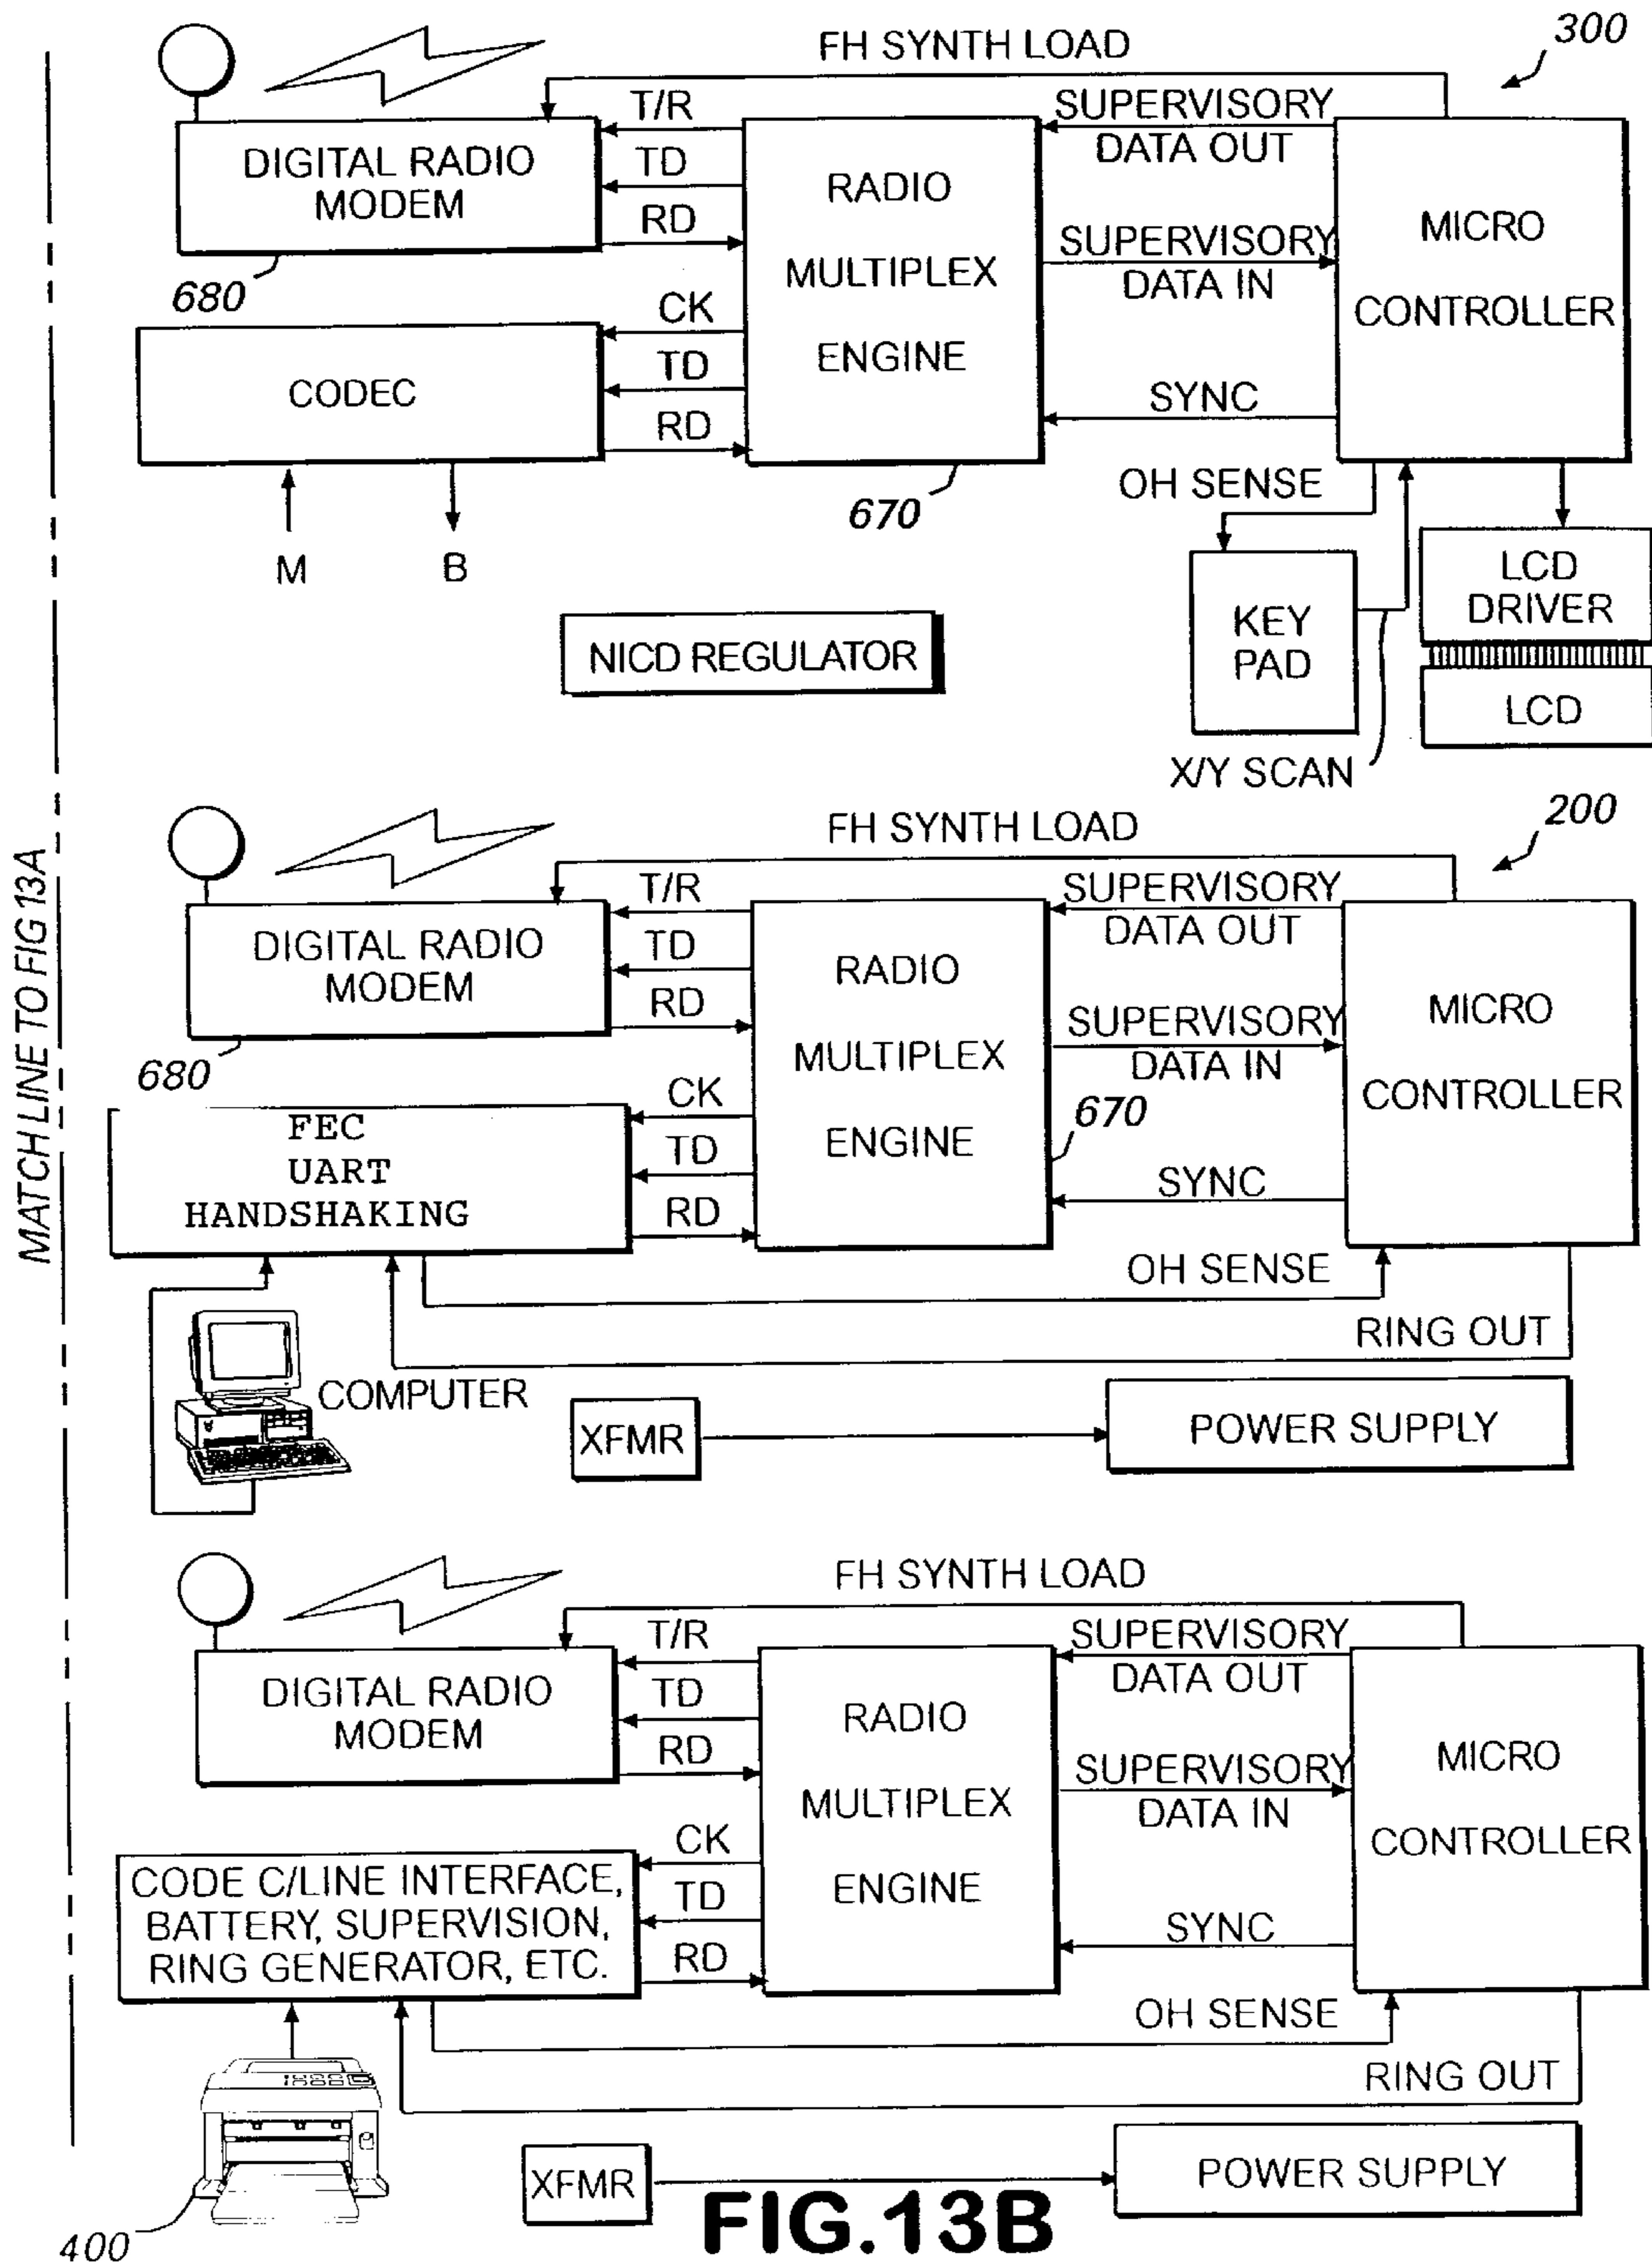 MATCH LINE TO FIG 13A
FH SYNTH LOAD
300
T/R
TD
RD
DIGITAL RADIO
MODEM
680
RADIO
MULTIPLEX
ENGINE
670
SUPERVISORY
DATA OUT
SUPERVISORY
DATA IN
SYNC
MICRO
CONTROLLER
CK
TD
RD
CODEC
M
B
OH SENSE
KEY
PAD
X/Y SCAN
LCD
DRIVER
LCD
NICD REGULATOR
FH SYNTH LOAD
200
T/R
TD
RD
DIGITAL RADIO
MODEM
680
RADIO
MULTIPLEX
ENGINE
670
SUPERVISORY
DATA OUT
SUPERVISORY
DATA IN
SYNC
MICRO
CONTROLLER
CK
TD
RD
FEC
UART
HANDSHAKING
OH SENSE
RING OUT
COMPUTER
XFMR
POWER SUPPLY
FH SYNTH LOAD
T/R
TD
RD
DIGITAL RADIO
MODEM
RADIO
MULTIPLEX
ENGINE
SUPERVISORY
DATA OUT
SUPERVISORY
DATA IN
SYNC
MICRO
CONTROLLER
CK
TD
RD
CODE C/LINE INTERFACE,
BATTERY, SUPERVISION,
RING GENERATOR, ETC.
OH SENSE
RING OUT
400
XFMR
POWER SUPPLY
FIG.13B